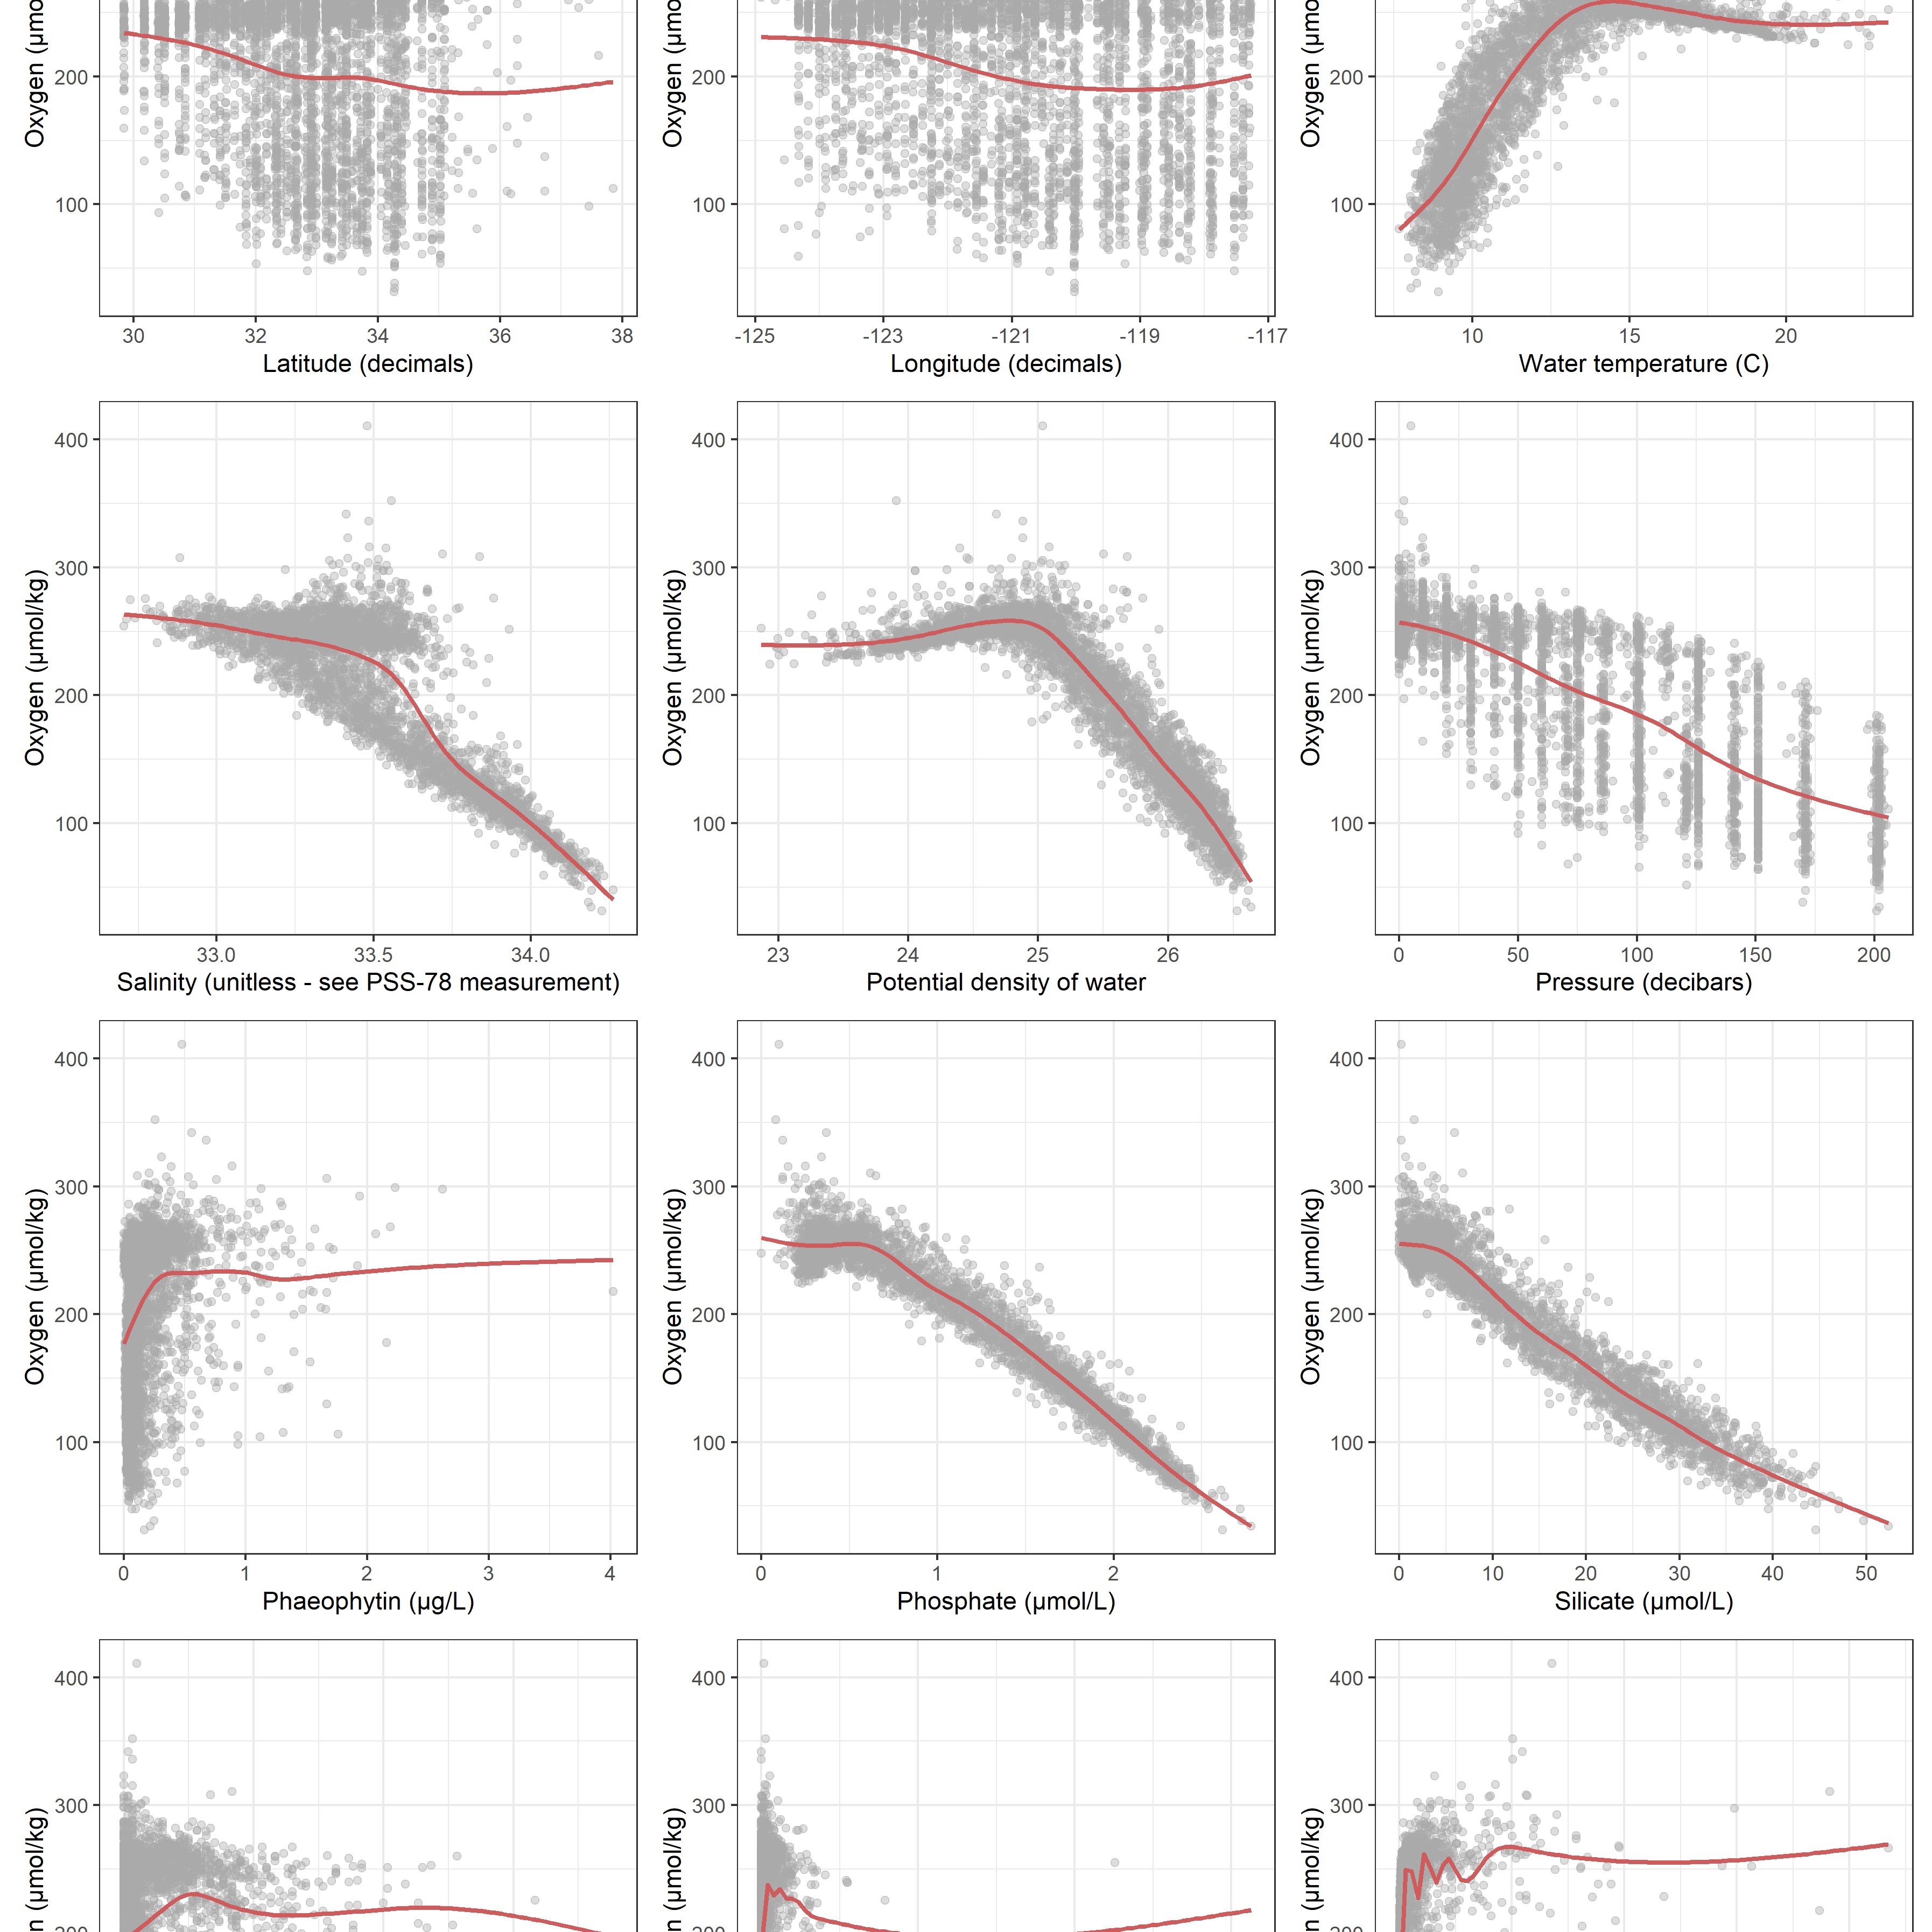 Oxygen (µmo
200
100
30 32 34 36 38
Latitude (decimals)
Oxygen (µmo
200
100
-125 -123 -121 -119 -117
Longitude (decimals)
Oxygen (µmo
200
100
10 15 20
Water temperature (C)
Oxygen (µmol/kg)
400
300
200
100
33.0 33.5 34.0
Salinity (unitless - see PSS-78 measurement)
Oxygen (µmol/kg)
400
300
200
100
23 24 25 26
Potential density of water
Oxygen (µmol/kg)
400
300
200
100
0 50 100 150 200
Pressure (decibars)
Oxygen (µmol/kg)
400
300
200
100
0 1 2 3 4
Phaeophytin (µg/L)
Oxygen (µmol/kg)
400
300
200
100
0 1 2
Phosphate (µmol/L)
Oxygen (µmol/kg)
400
300
200
100
0 10 20 30 40 50
Silicate (µmol/L)
n (µmol/kg)
400
300
n (µmol/kg)
400
300
n (µmol/kg)
400
300